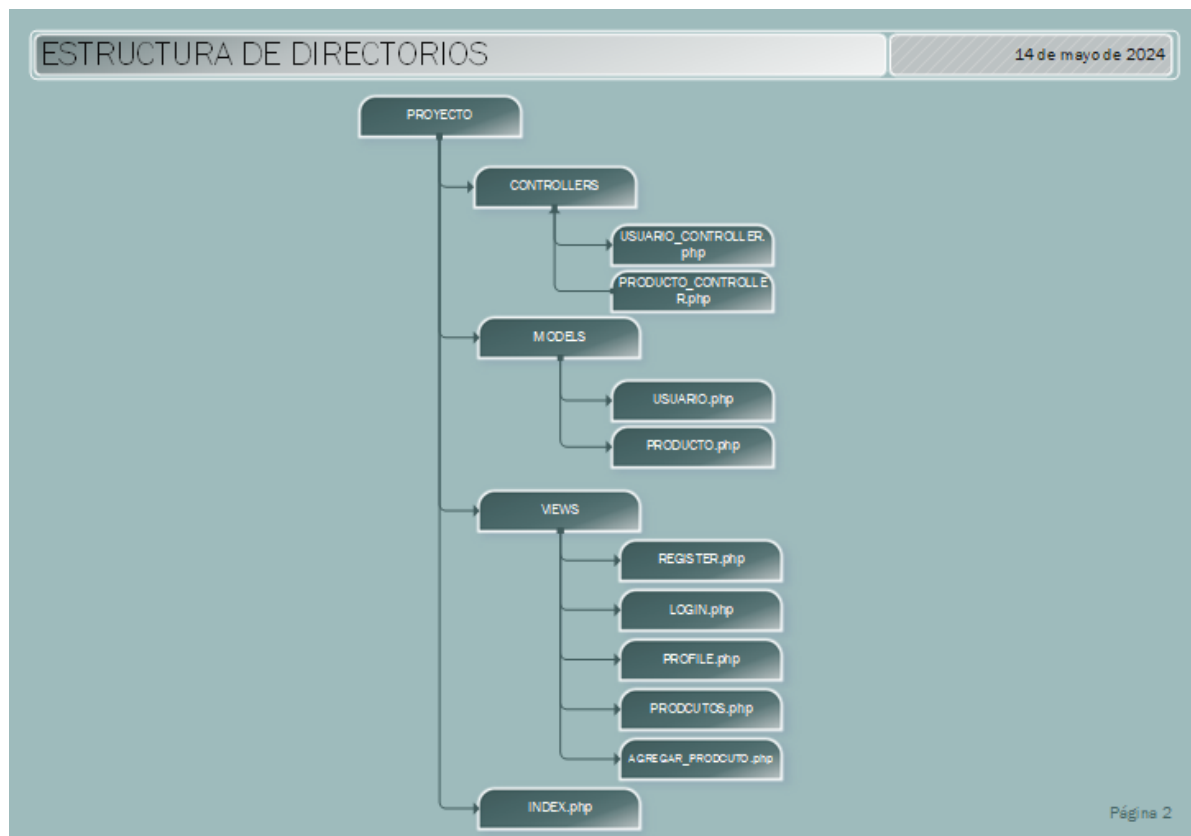 ESTRUCTURA DE DIRECTORIOS
14 de mayo de 2024
PROYECTO
CONTROLLERS
USUARIO_CONTROLLER.
php
PRODUCTO_CONTROLLE
R.php
MODELS
USUARIO.php
PRODUCTO.php
VIEWS
REGISTER.php
LOGIN.php
PROFILE.php
PRODCUTOS.php
AGREGAR_PRODCUTO.php
INDEX.php
Página 2